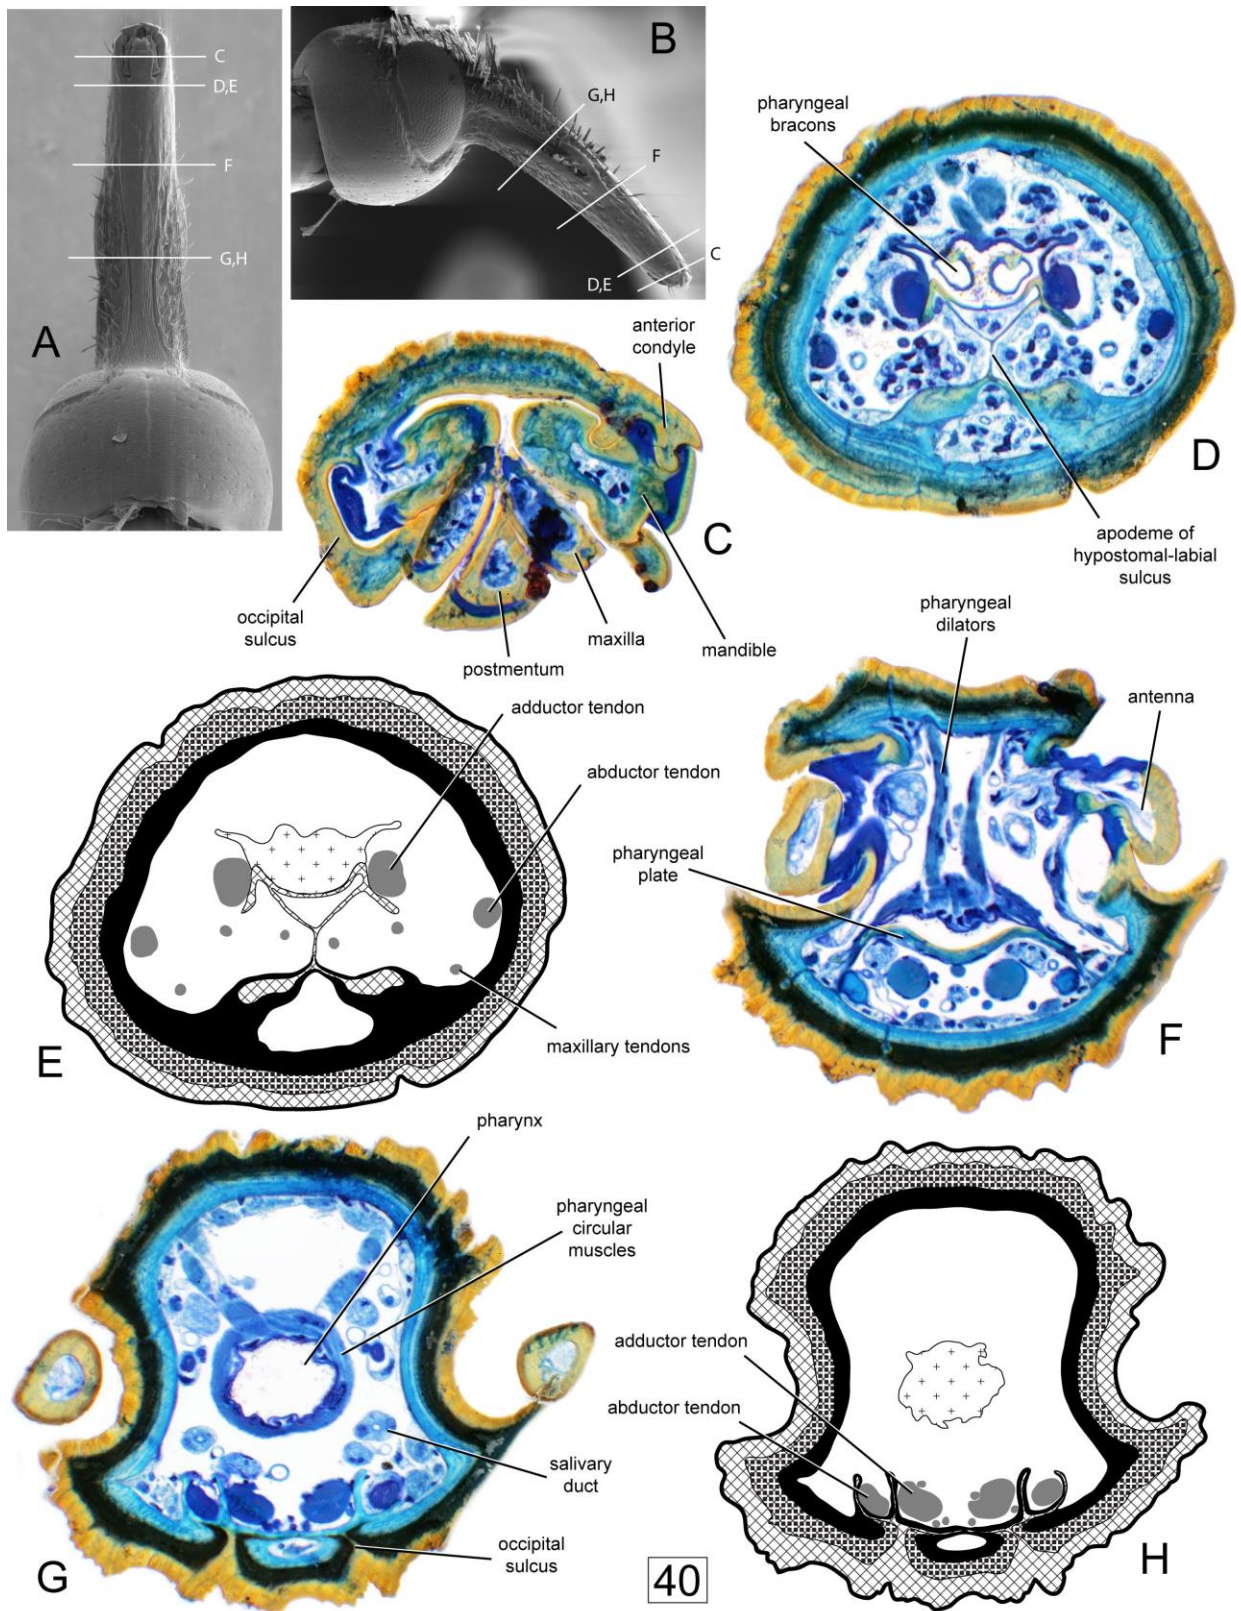 A
C
D,E
F
G,H
B
G,H
F
C
D,E
pharyngeal
bracons
D
apodeme of
hypostomal-labial
sulcus
anterior
condyle
C
occipital
sulcus
postmentum
maxilla
mandible
adductor tendon
abductor tendon
maxillary tendons
E
pharyngeal
dilators
antenna
pharyngeal
plate
F
pharynx
pharyngeal
circular
muscles
salivary
duct
occipital
sulcus
G
adductor tendon
abductor tendon
H
40